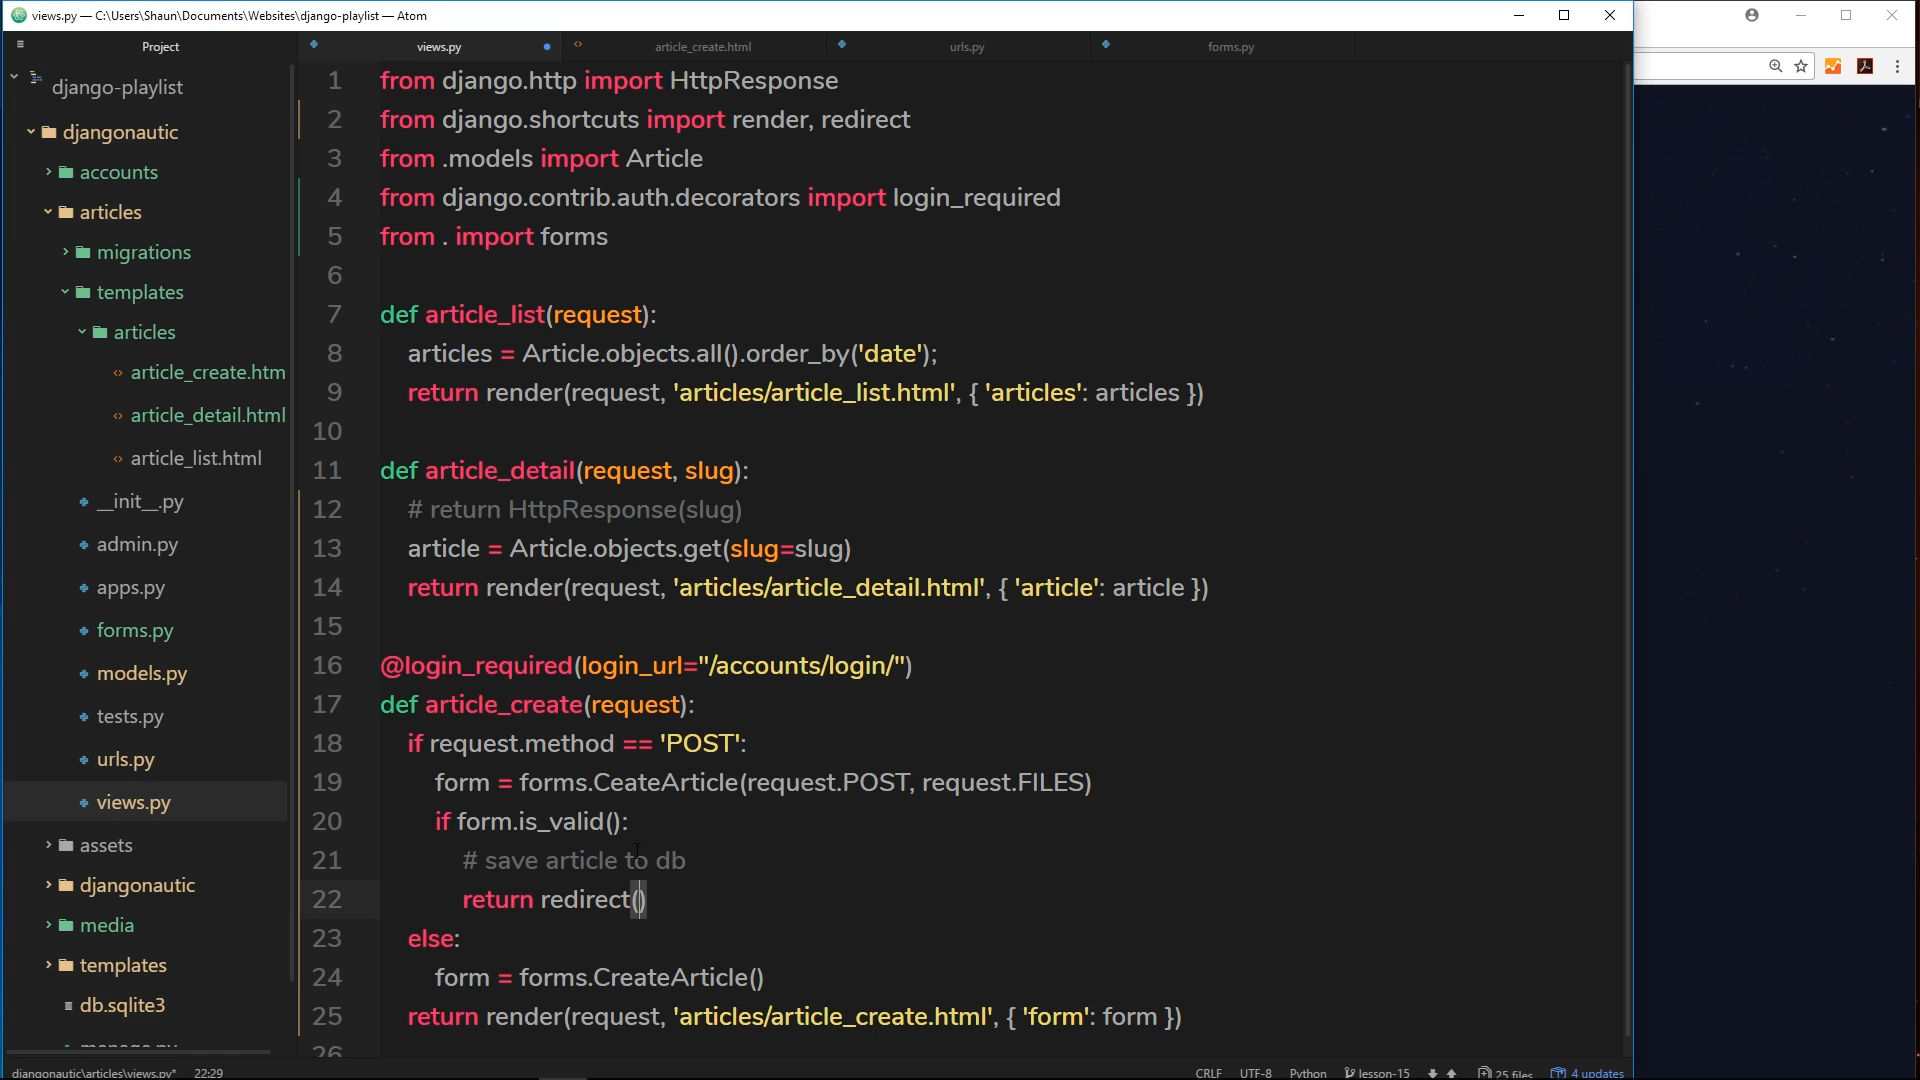 views.py — C:\Users\Shaun\Documents\Websites\django-playlist — Atom
Project
views.py
article_create.html
urls.py
forms.py
django-playlist
djangonautic
accounts
articles
migrations
templates
articles
article_create.htm
article_detail.html
article_list.html
__init__.py
admin.py
apps.py
forms.py
models.py
tests.py
urls.py
views.py
assets
djangonautic
media
templates
db.sqlite3
manage.py
1 from django.http import HttpResponse
2 from django.shortcuts import render, redirect
3 from .models import Article
4 from django.contrib.auth.decorators import login_required
5 from . import forms
6
7 def article_list(request):
8 articles = Article.objects.all().order_by('date');
9 return render(request, 'articles/article_list.html', { 'articles': articles })
10
11 def article_detail(request, slug):
12 # return HttpResponse(slug)
13 article = Article.objects.get(slug=slug)
14 return render(request, 'articles/article_detail.html', { 'article': article })
15
16 @login_required(login_url="/accounts/login/")
17 def article_create(request):
18 if request.method == 'POST':
19 form = forms.CeateArticle(request.POST, request.FILES)
20 if form.is_valid():
21 # save article to db
22 return redirect()
23 else:
24 form = forms.CreateArticle()
25 return render(request, 'articles/article_create.html', { 'form': form })
26
djangonautic\articles\views.py* 22:29
CRLF UTF-8 Python lesson-15 25 files 4 updates